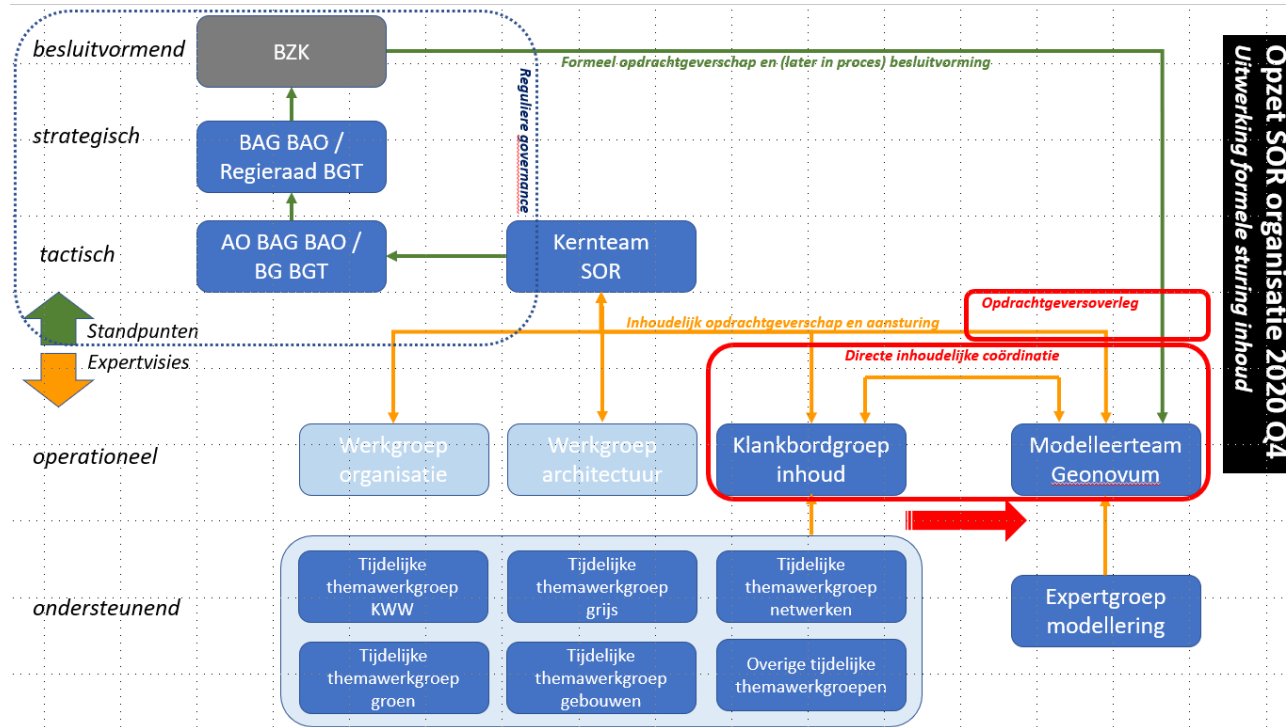 Opzet SOR organisatie 2020 Q4
Uitwerking formele sturing inhoud
besluitvormend
BZK
Formeel opdrachtgeverschap en (later in proces) besluitvorming
Reguliere governance
strategisch
BAG BAO /
Regieraad BGT
tactisch
AO BAG BAO /
BG BGT
Kernteam
SOR
Opdrachtgeversoverleg
Standpunten
Inhoudelijk opdrachtgeverschap en aansturing
Expertvisies
Directe inhoudelijke coördinatie
operationeel
Werkgroep
organisatie
Werkgroep
architectuur
Klankbordgroep
inhoud
Modelleerteam
Geonovum
ondersteunend
Tijdelijke
themawerkgroep
KWW
Tijdelijke
themawerkgroep
grijs
Tijdelijke
themawerkgroep
netwerken
Expertgroep
modellering
Tijdelijke
themawerkgroep
groen
Tijdelijke
themawerkgroep
gebouwen
Overige tijdelijke
themawerkgroepen